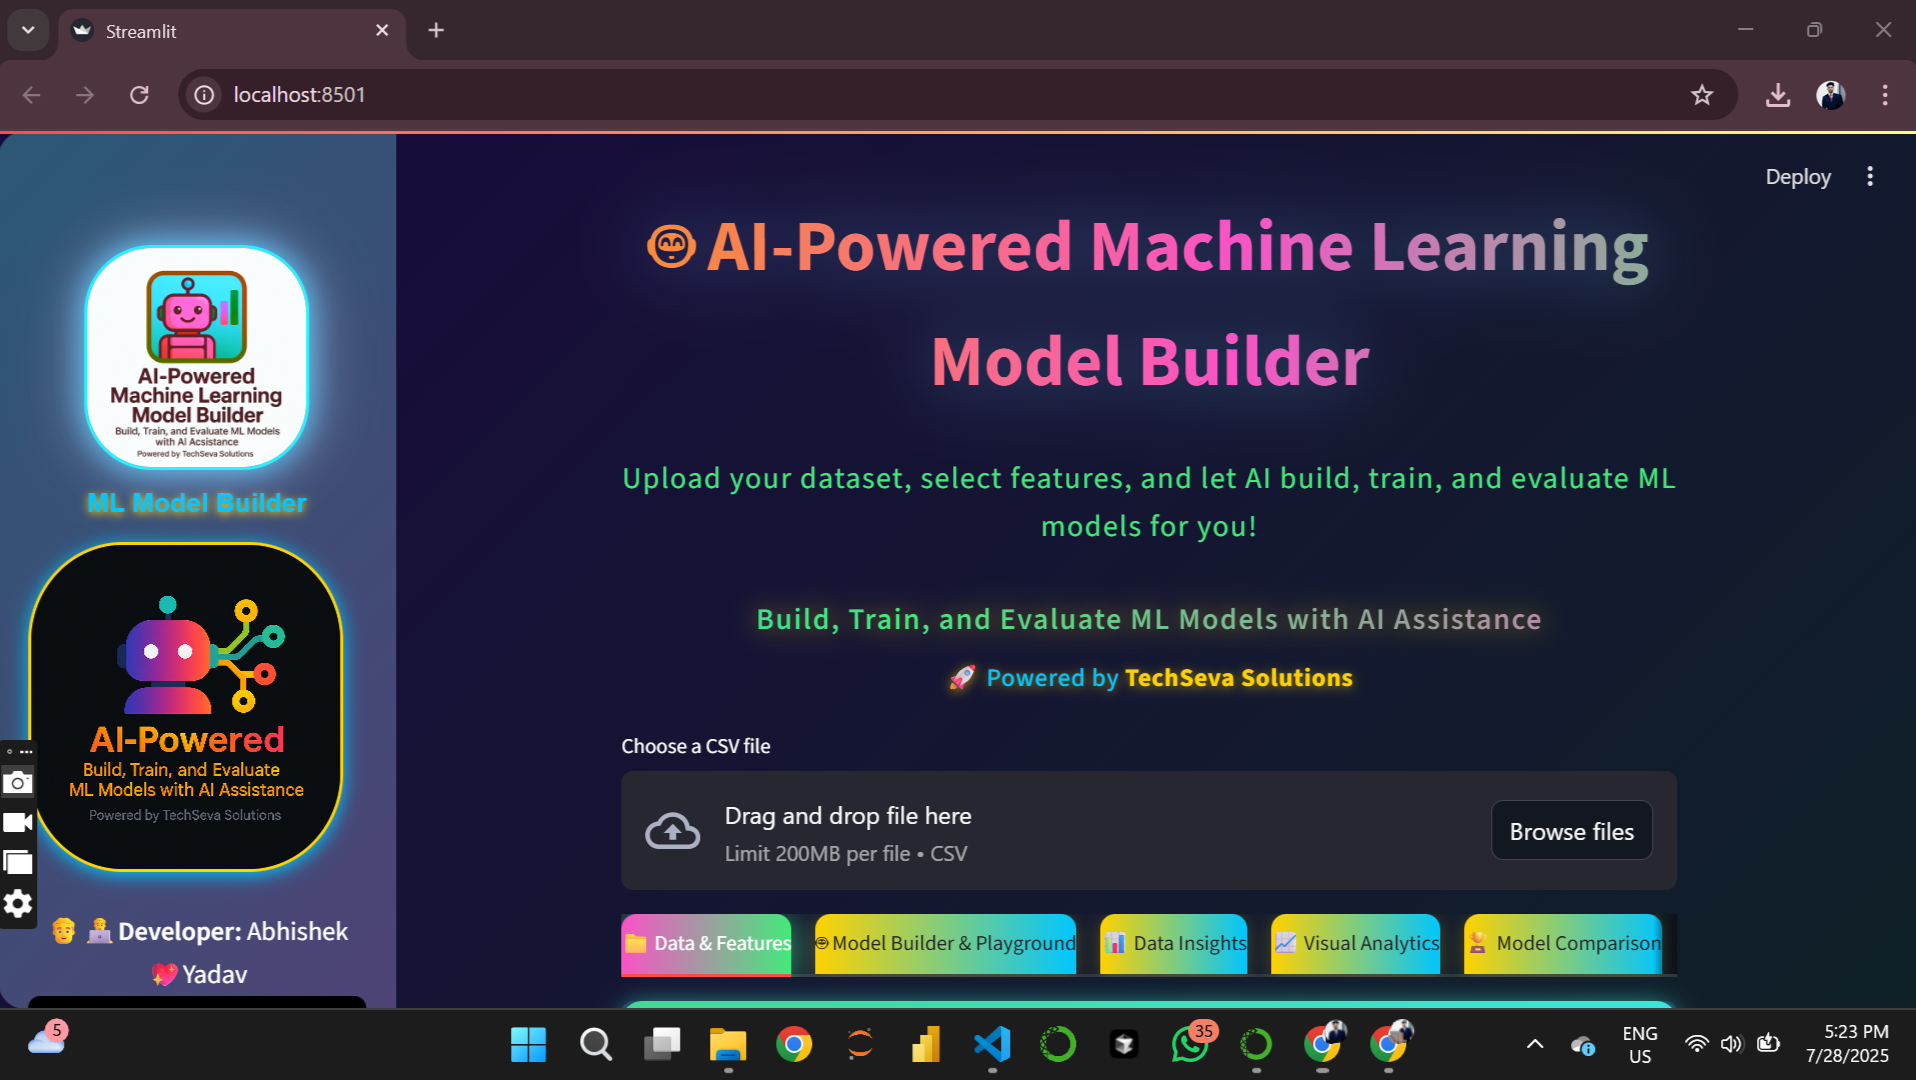 Streamlit
localhost:8501
Deploy
AI-Powered
Machine Learning
Model Builder
Build, Train, and Evaluate ML Models
with AI Acsistance
Powered by TechSeva Solutions
ML Model Builder
AI-Powered
Build, Train, and Evaluate
ML Models with AI Assistance
Powered by TechSeva Solutions
Developer: Abhishek
Yadav
AI-Powered Machine Learning
Model Builder
Upload your dataset, select features, and let AI build, train, and evaluate ML
models for you!
Build, Train, and Evaluate ML Models with AI Assistance
Powered by TechSeva Solutions
Choose a CSV file
Drag and drop file here
Limit 200MB per file • CSV
Browse files
Data & Features
Model Builder & Playground
Data Insights
Visual Analytics
Model Comparison
5
35
ENG
US
5:23 PM
7/28/2025